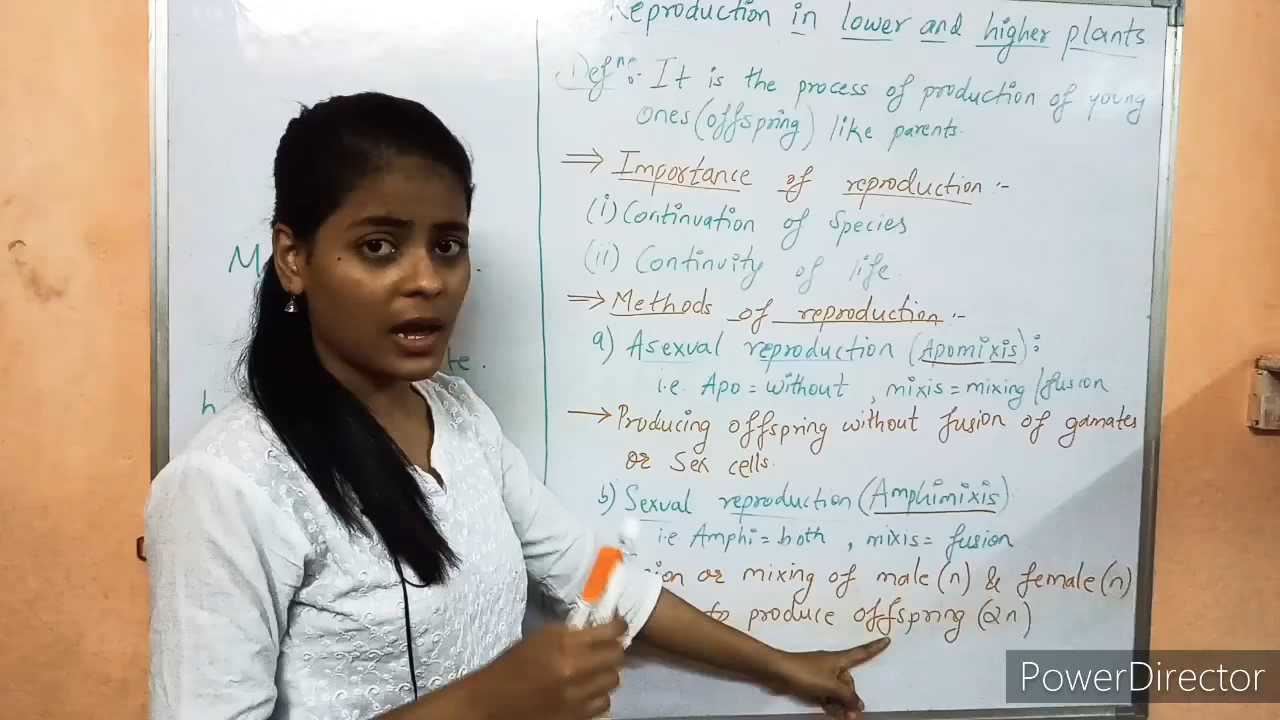 Reproduction in lower and higher plants
Defn:- It is the process of production of young
ones (offspring) like parents.
⇒ Importance of reproduction :-
(i) Continuation of Species
(ii) Continuity of life.
⇒ Methods of reproduction :-
a) Asexual reproduction (Apomixis):
i.e. Apo = without , mixis = mixing/fusion
→ Producing offspring without fusion of gamates
or Sex cells.
b) Sexual reproduction (Amphimixis)
i.e Amphi = both , mixis = fusion
or mixing of male (n) & female (n)
to produce offspring (2n)
PowerDirector